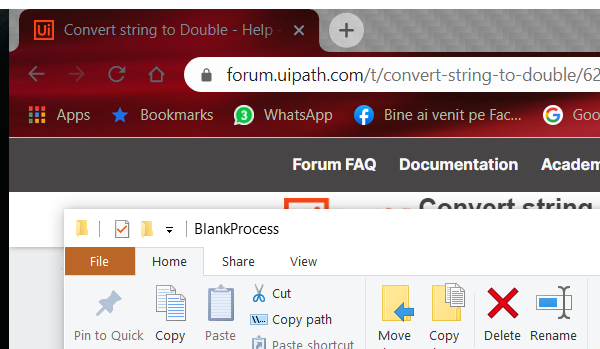 Ui Convert string to Double - Help -
forum.uipath.com/t/convert-string-to-double/62
Apps Bookmarks 3 WhatsApp Bine ai venit pe Fac... Goo
Forum FAQ Documentation Academ
Convert string
BlankProcess
File Home Share View
Pin to Quick Copy Paste Cut
Copy path
Paste shortcut
Move Copy Delete Rename